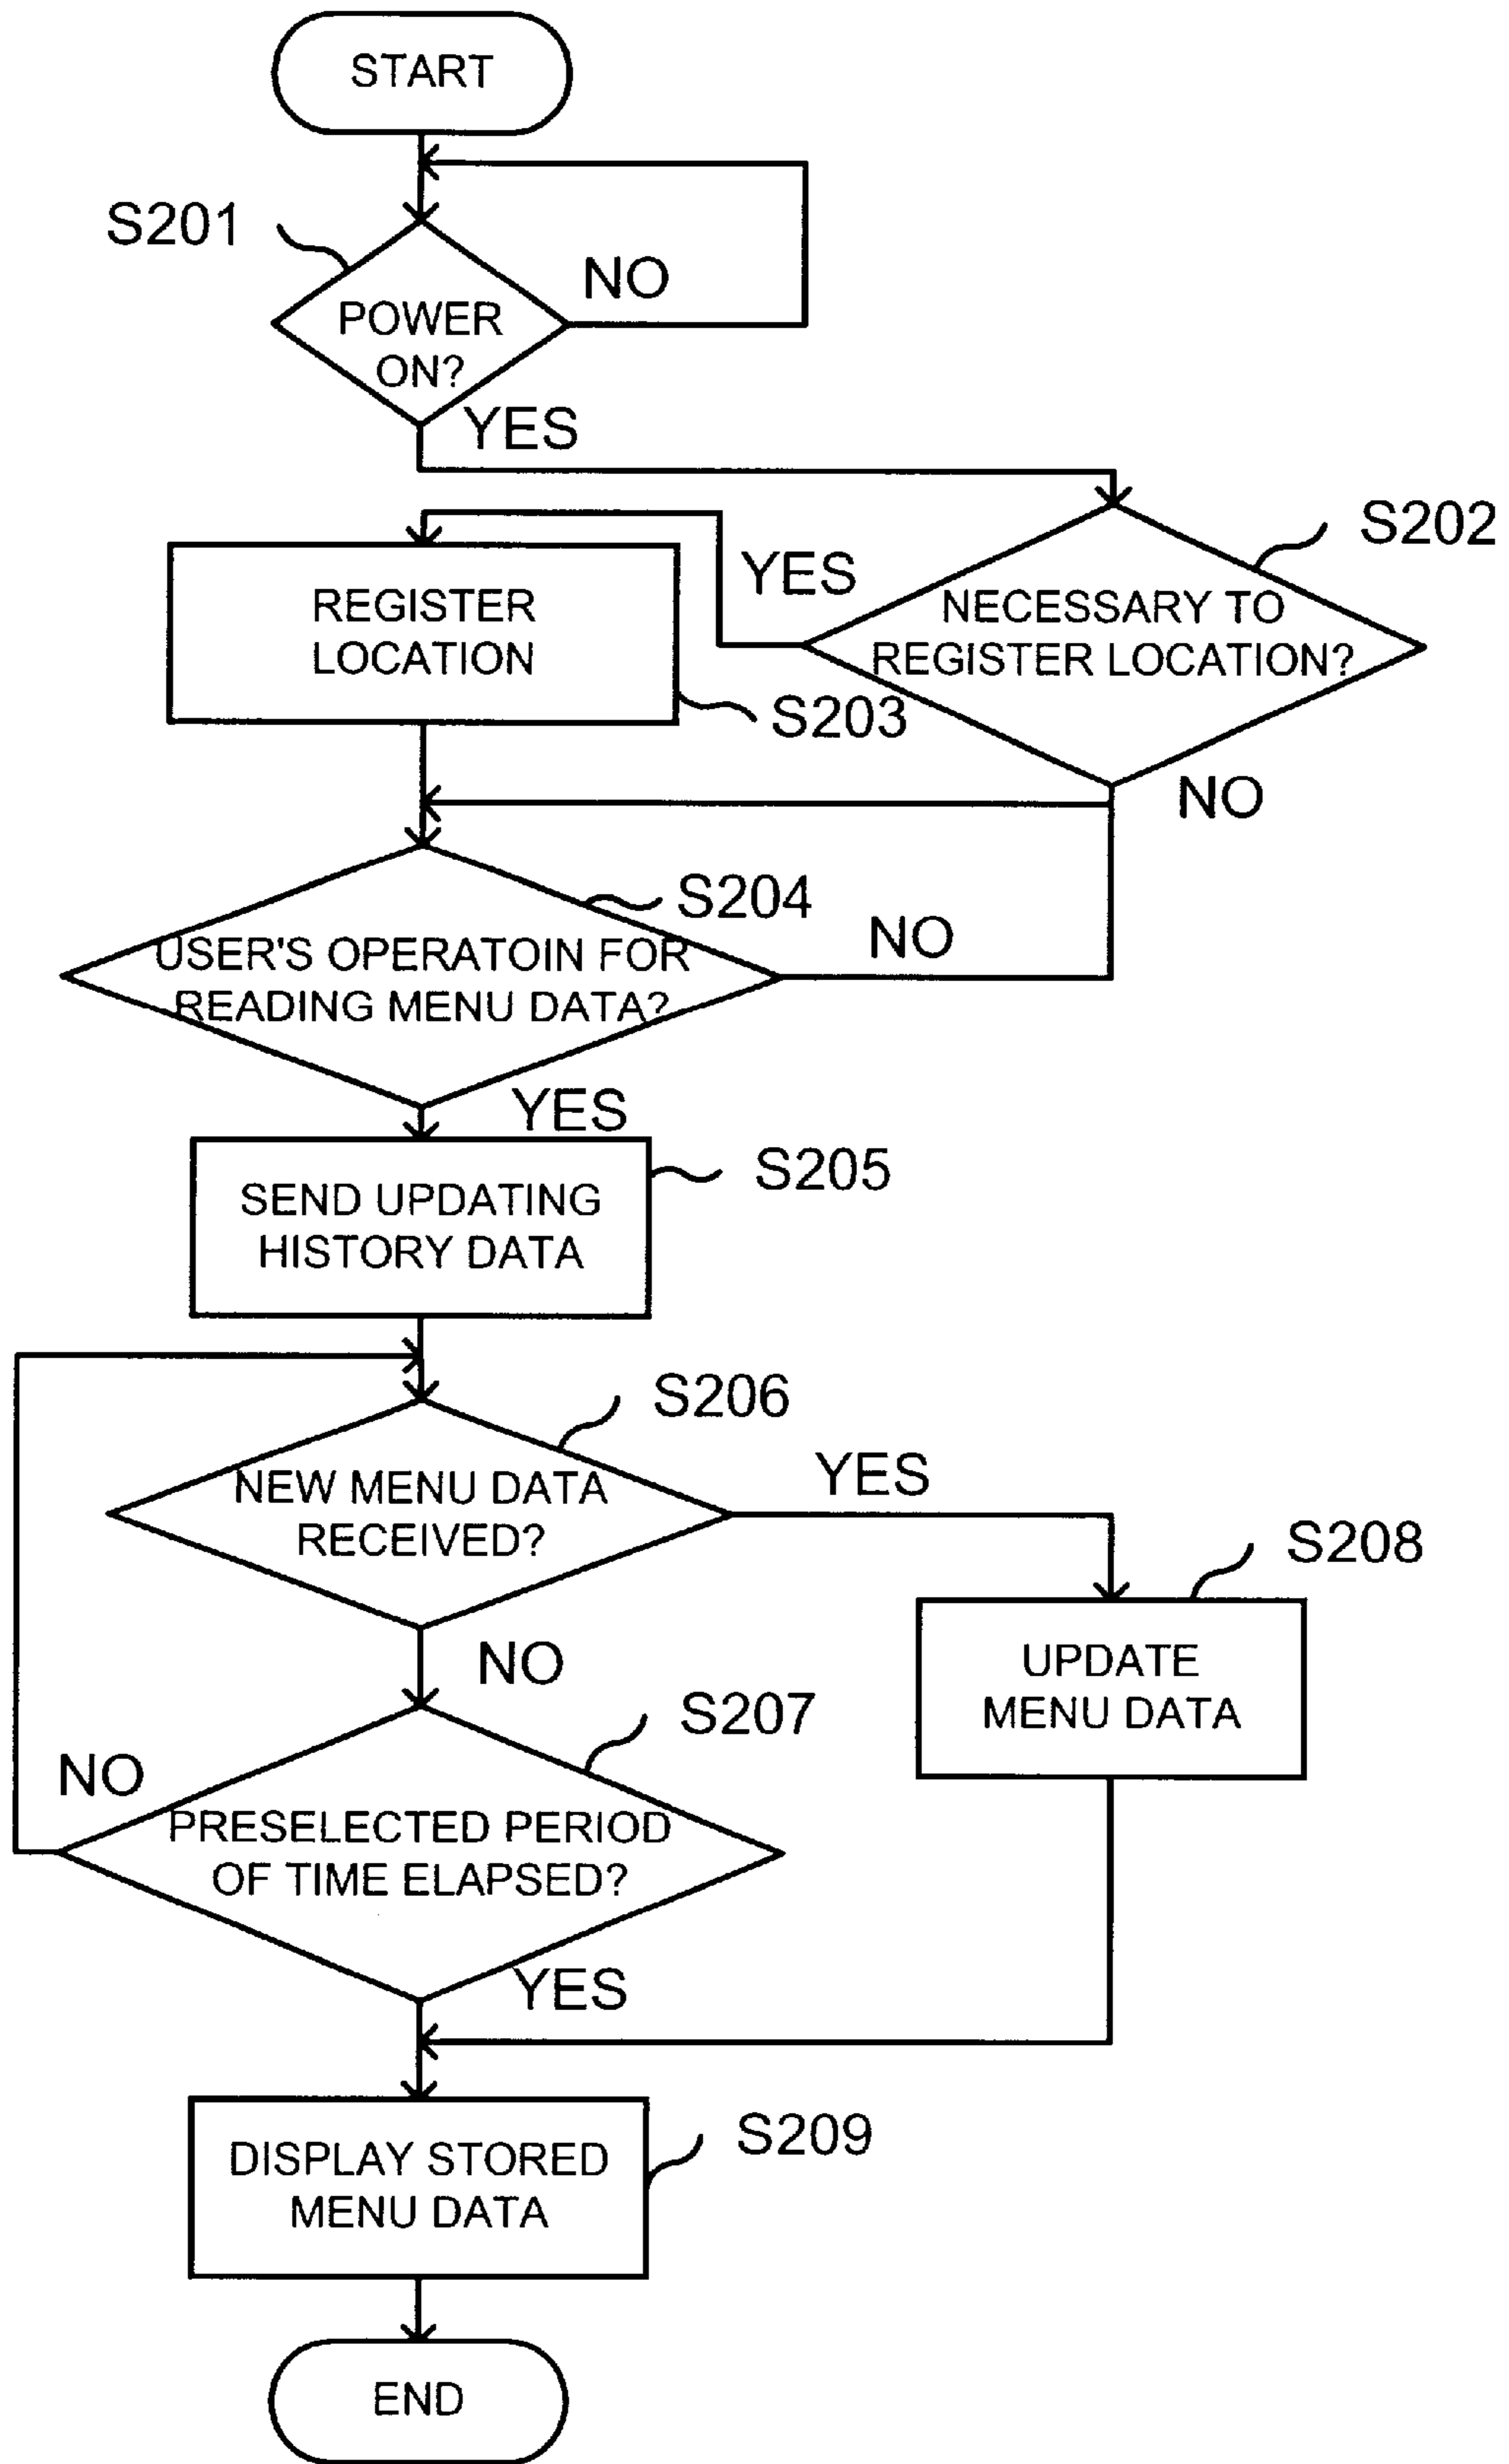 START
S201
NO
POWER
ON?
YES
S202
YES
NECESSARY TO
REGISTER LOCATION?
REGISTER
LOCATION
S203
NO
S204
NO
USER'S OPERATOIN FOR
READING MENU DATA?
YES
S205
SEND UPDATING
HISTORY DATA
S206
YES
NEW MENU DATA
RECEIVED?
S208
NO
UPDATE
MENU DATA
S207
NO
PRESELECTED PERIOD
OF TIME ELAPSED?
YES
S209
DISPLAY STORED
MENU DATA
END